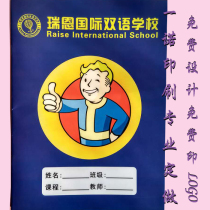 瑞恩国际双语学校
Raise International School
姓名:
班级:
课程:
教师:
免费设计免费印Logo
一诺印刷专业定做